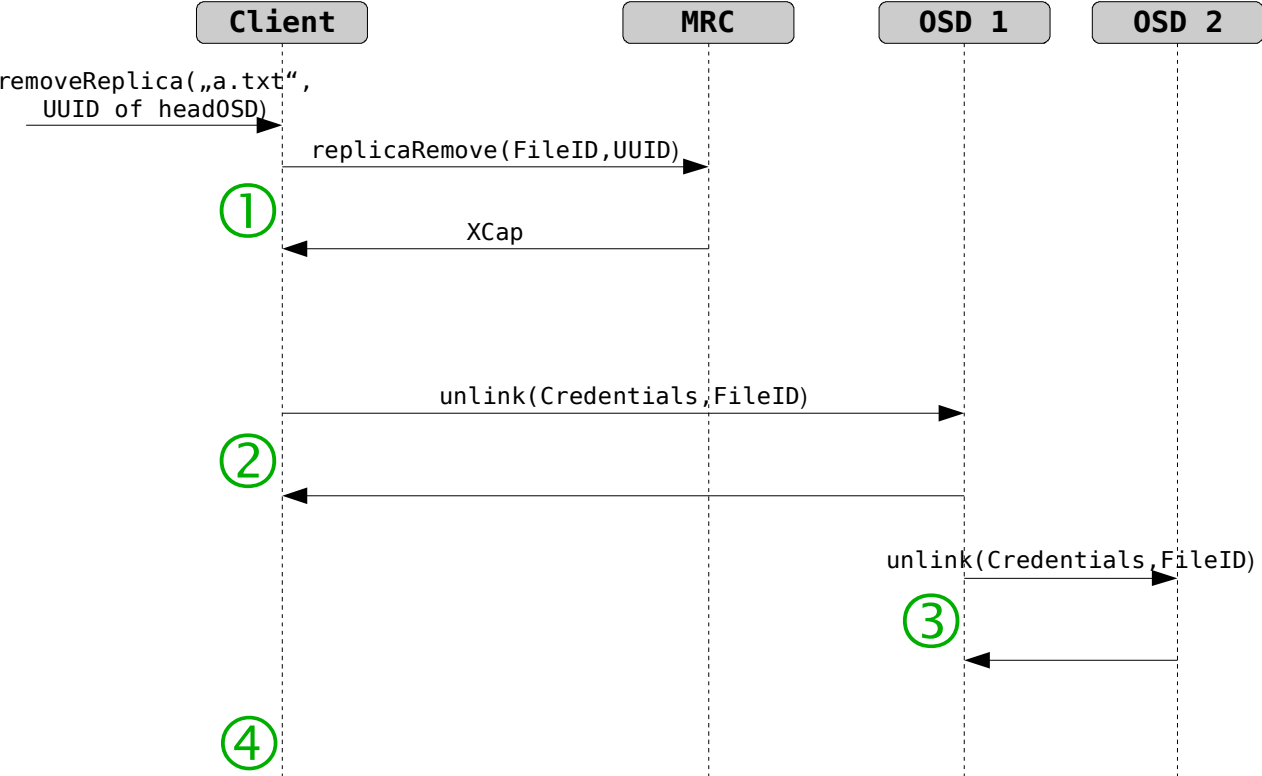 Client MRC OSD 1 OSD 2
removeReplica(„a.txt“,
UUID of headOSD)
replicaRemove(FileID,UUID)
①
XCap
unlink(Credentials,FileID)
②
unlink(Credentials,FileID)
③
④